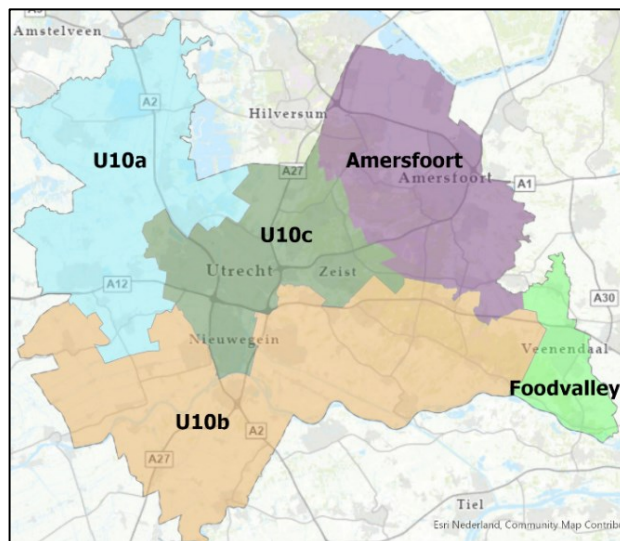 Amstelveen
A2
Hilversum
U10a
A27
Amersfoort
Amersfoort
A1
U10c
Utrecht
Zeist
A12
A30
Nieuwegein
Veenendaal
Foodvalley
U10b
A2
A27
Tiel
Esri Nederland, Community Map Contribu